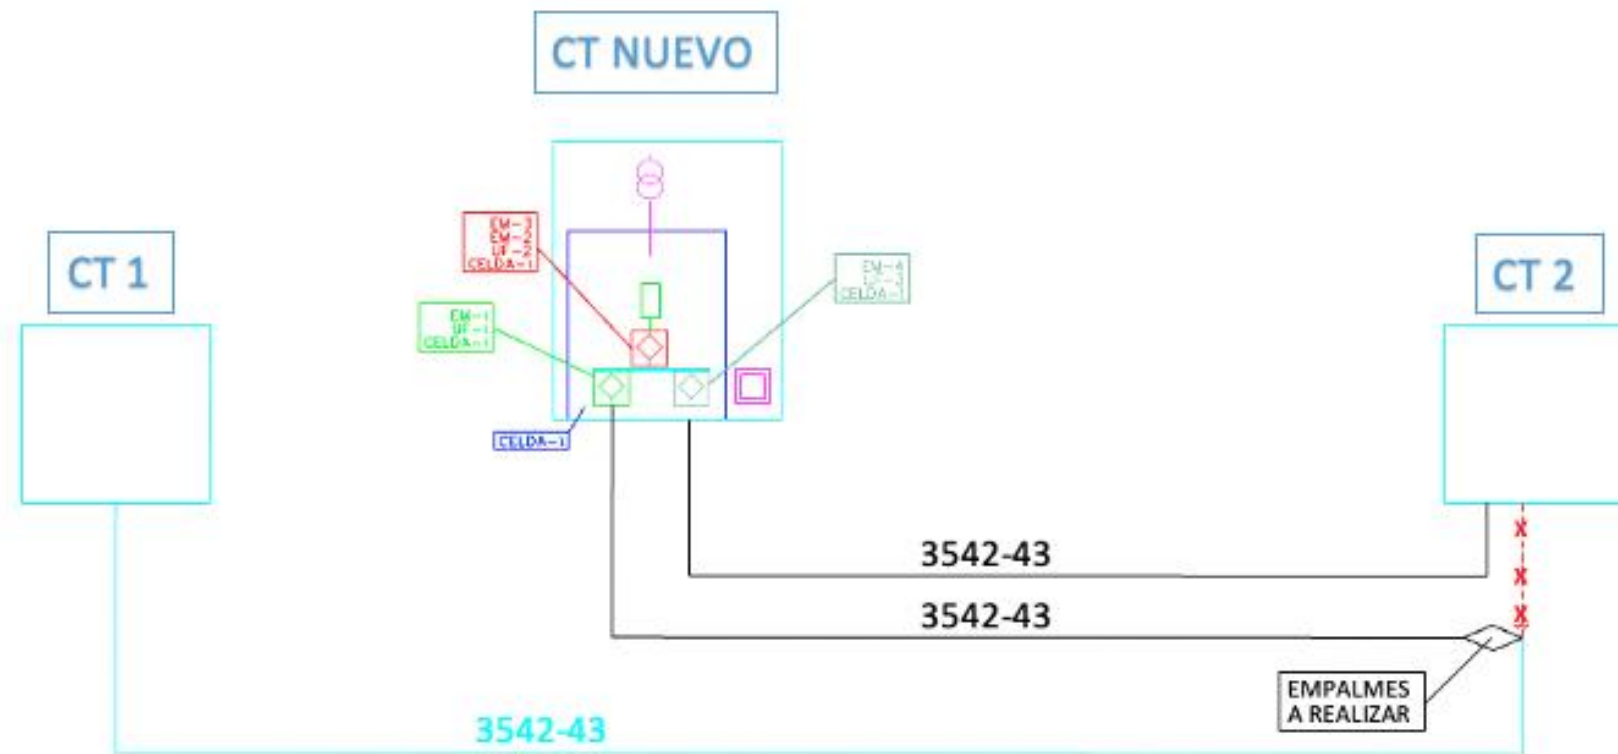 CT NUEVO
CT 1
CT 2
EM-3
EM-2
UF-2
CELDA-1
EM-1
UF-1
CELDA-1
EM-4
CELDA-1
CELDA-1
3542-43
3542-43
EMPALMES
A REALIZAR
3542-43